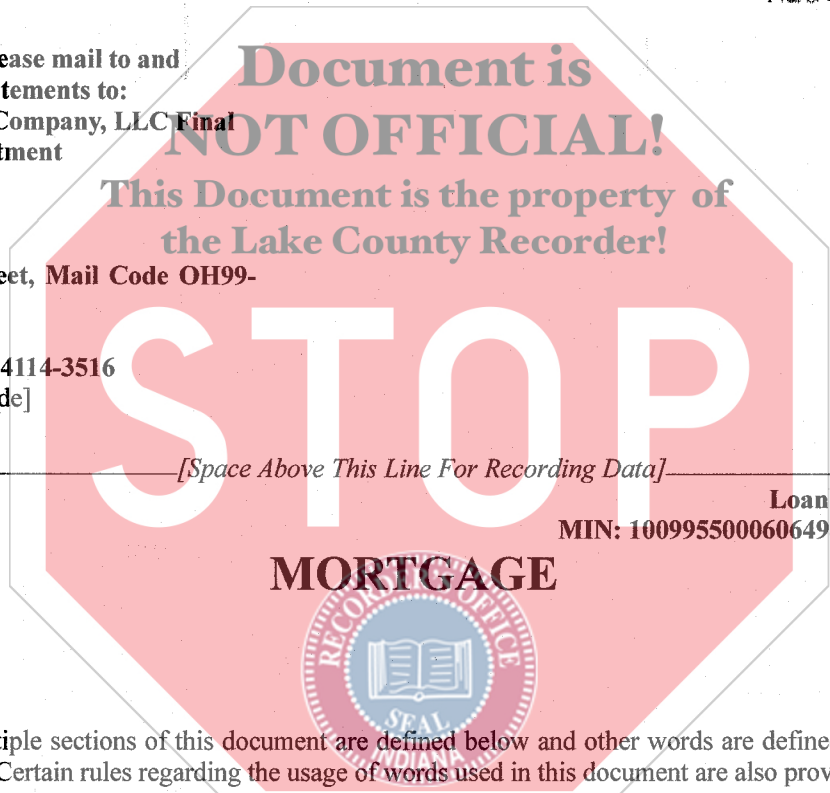 ease mail to and
tements to:
Company, LLC Final
tment
Document is
NOT OFFICIAL!
This Document is the property of
the Lake County Recorder!
eet, Mail Code OH99-
4114-3516
de]
STOP
[Space Above This Line For Recording Data]
Loan
MIN: 100995500060649
MORTGAGE
RECORDER'S OFFICE
SEAL
INDIANA
tiple sections of this document are defined below and other words are define
Certain rules regarding the usage of words used in this document are also prov